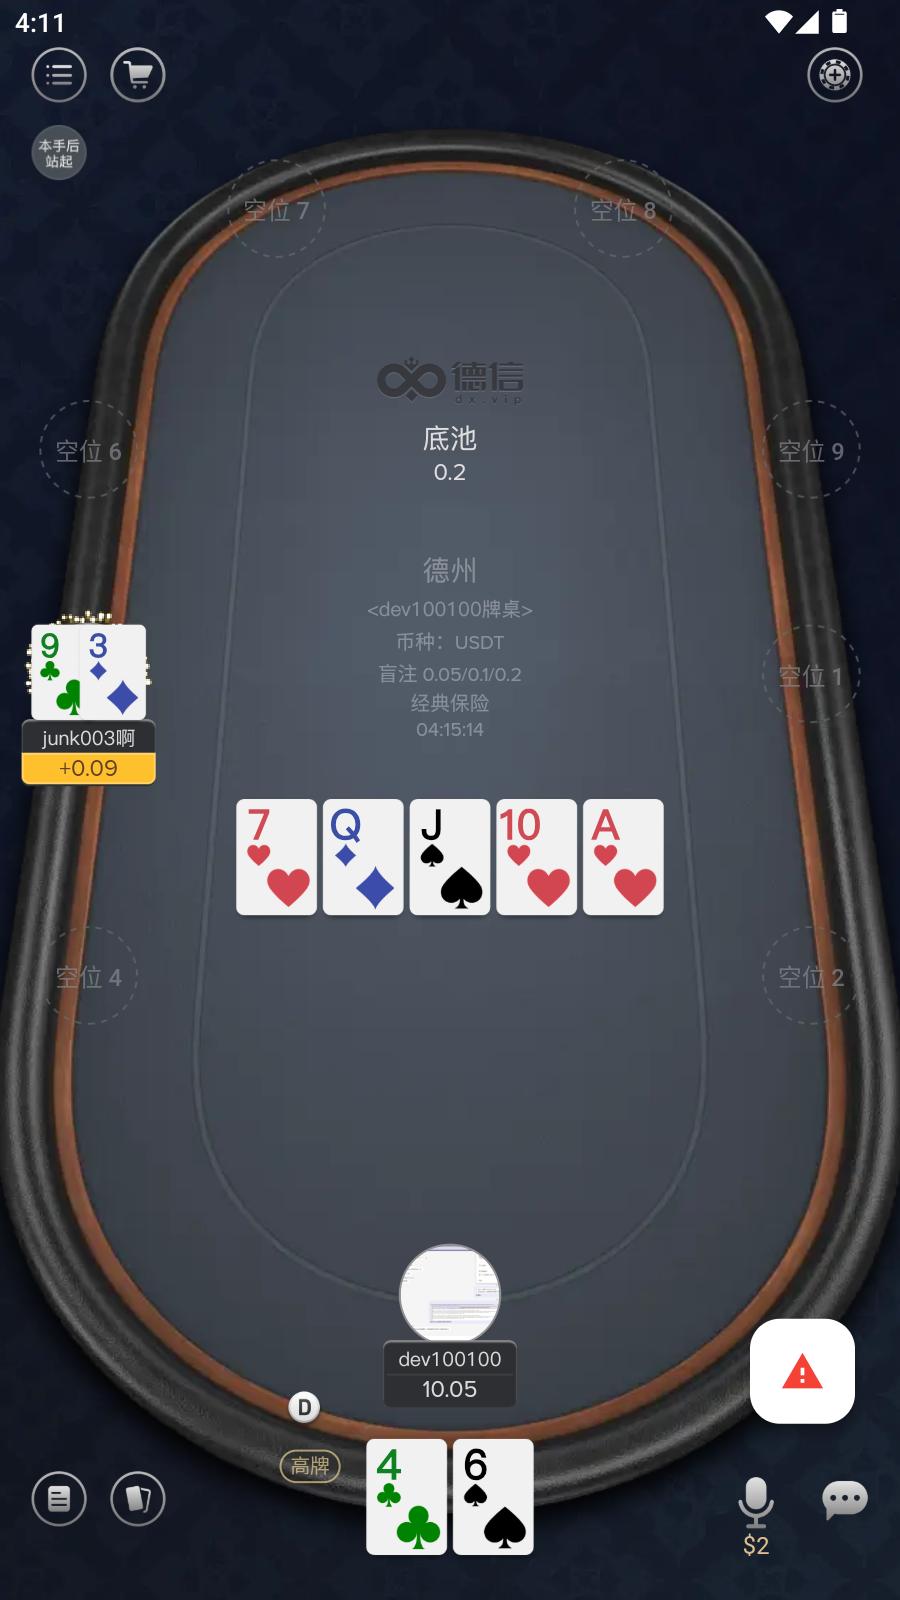 4:11
本手后
站起
空位 7
空位 8
德信
dx.vip
底池
0.2
空位 6
空位 9
德州
<dev100100牌桌>
币种：USDT
盲注 0.05/0.1/0.2
经典保险
04:15:14
9 3
空位 1
junk003啊
+0.09
7 Q J 10 A
空位 4
空位 2
dev100100
10.05
D
高牌
4 6
$2